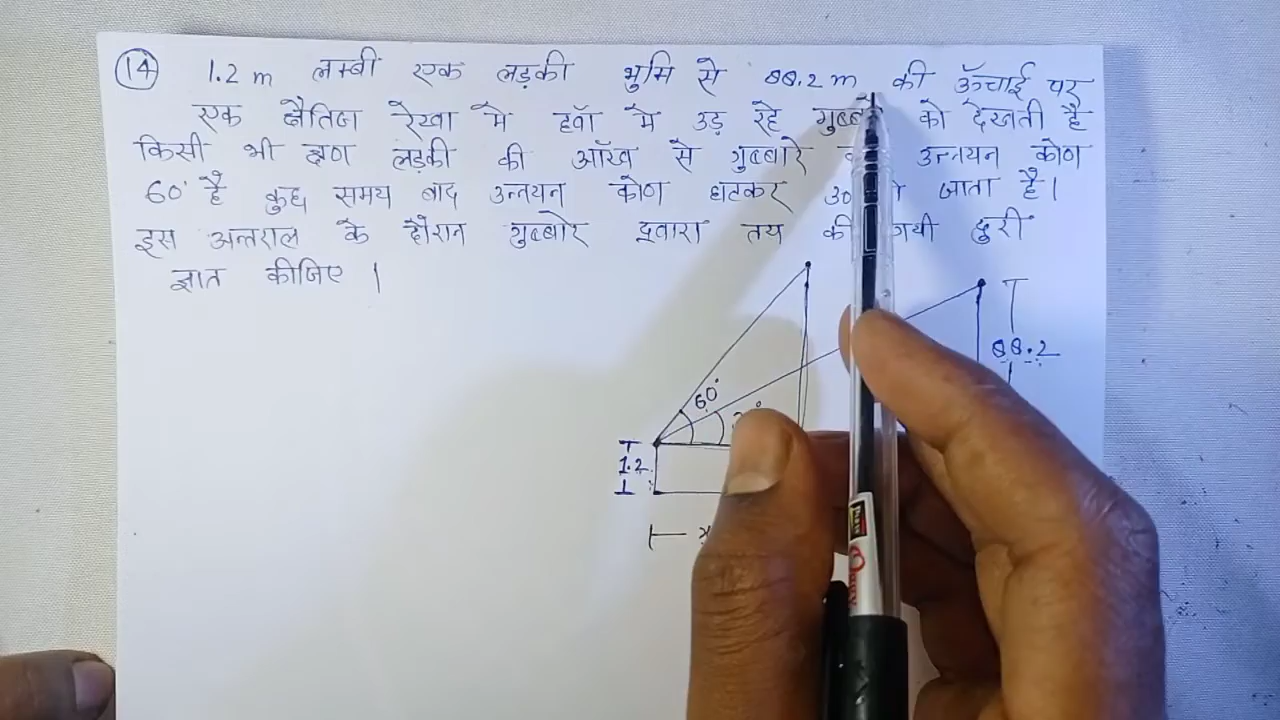 14 1.2 m लम्बी एक लड़की भुमि से 88.2 m की ऊँचाई पर
एक क्षैतिज रेखा मे हवाँ मे उड़ रहे को देखती है
किसी भी क्षण लड़की की आँख से गुब्बारे उन्नयन कोण
60° है कुछ समय बाद उन्नयन कोण घटकर जाता है।
इस अन्तराल के दौरान गुब्बोरे द्वारा तय की गयी दुरी
ज्ञात कीजिए।
88.2
60°
1.2